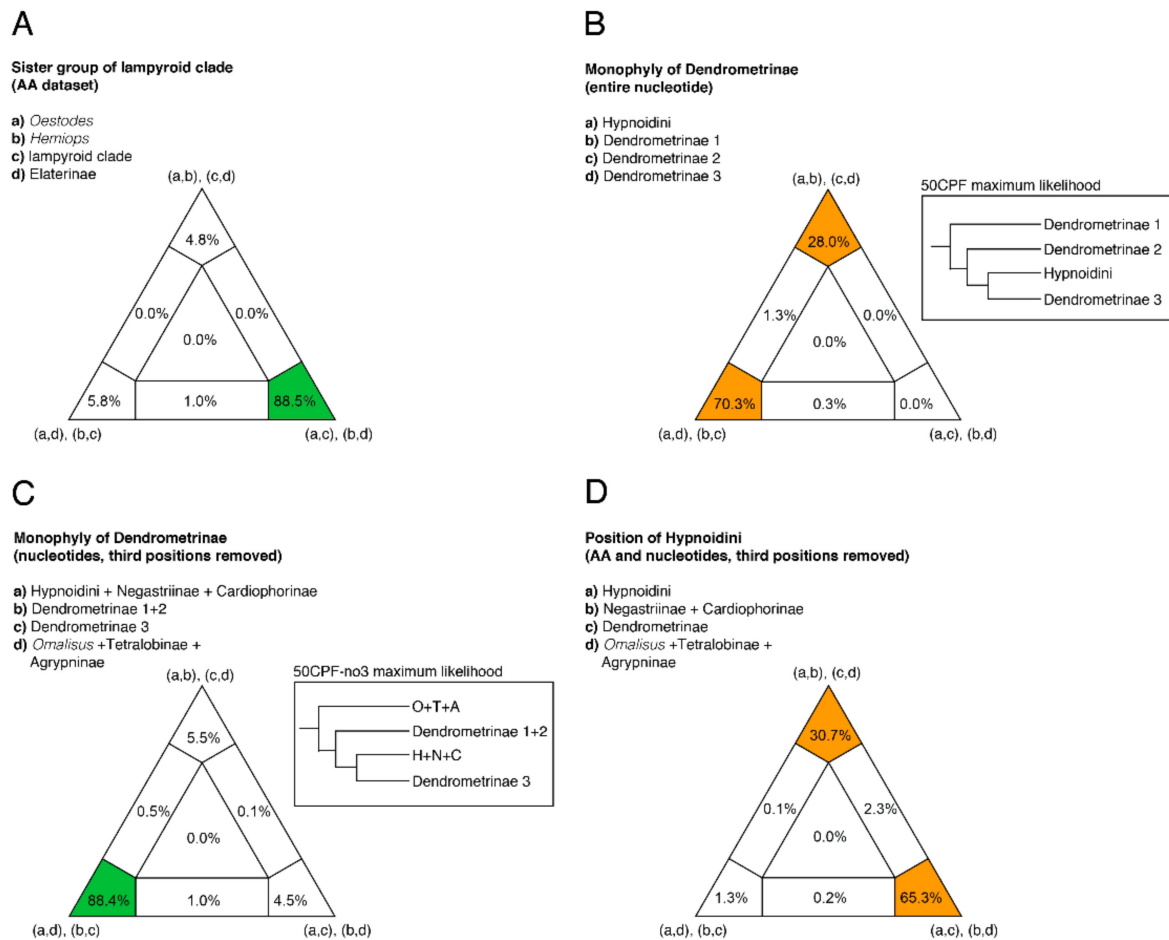 A
Sister group of lampyroid clade
(AA dataset)
a) Oestodes
b) Hemiops
c) lampyroid clade
d) Elaterinae
(a,b), (c,d)
4.8%
0.0%
0.0%
0.0%
5.8%
1.0%
88.5%
(a,d), (b,c)
(a,c), (b,d)
B
Monophyly of Dendrometrinae
(entire nucleotide)
a) Hypnoidini
b) Dendrometrinae 1
c) Dendrometrinae 2
d) Dendrometrinae 3
(a,b), (c,d)
28.0%
1.3%
0.0%
0.0%
70.3%
0.3%
0.0%
(a,d), (b,c)
(a,c), (b,d)
50CPF maximum likelihood
Dendrometrinae 1
Dendrometrinae 2
Hypnoidini
Dendrometrinae 3
C
Monophyly of Dendrometrinae
(nucleotides, third positions removed)
a) Hypnoidini + Negastriinae + Cardiophorinae
b) Dendrometrinae 1+2
c) Dendrometrinae 3
d) Omalisus +Tetralobinae +
Agrypninae
(a,b), (c,d)
5.5%
0.5%
0.1%
0.0%
88.4%
1.0%
4.5%
(a,d), (b,c)
(a,c), (b,d)
50CPF-no3 maximum likelihood
O+T+A
Dendrometrinae 1+2
H+N+C
Dendrometrinae 3
D
Position of Hypnoidini
(AA and nucleotides, third positions removed)
a) Hypnoidini
b) Negastriinae + Cardiophorinae
c) Dendrometrinae
d) Omalisus +Tetralobinae +
Agrypninae
(a,b), (c,d)
30.7%
0.1%
2.3%
0.0%
1.3%
0.2%
65.3%
(a,d), (b,c)
(a,c), (b,d)